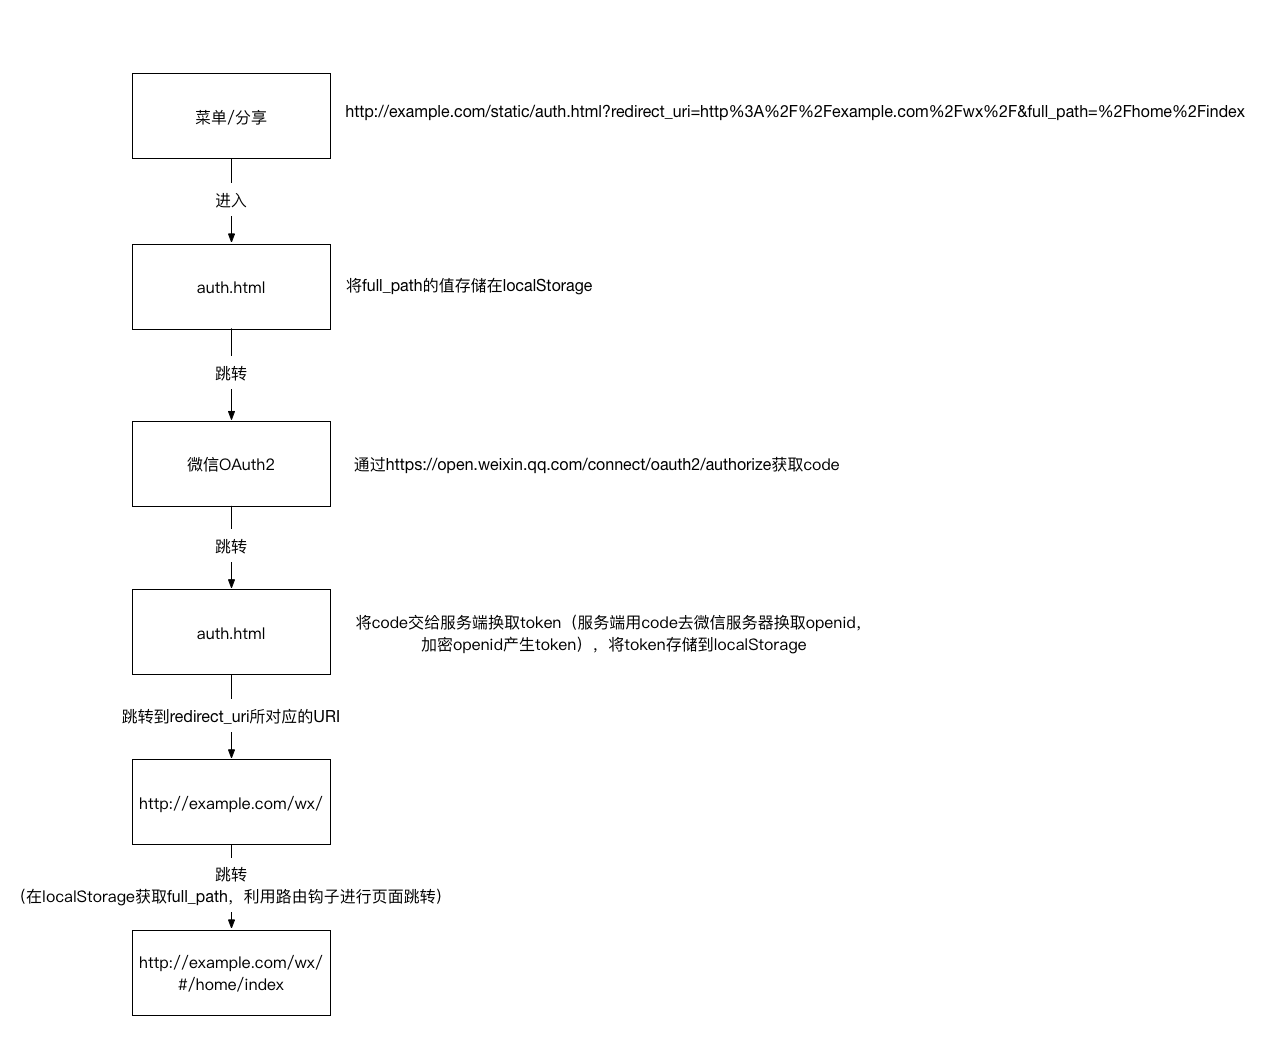 菜单/分享
http://example.com/static/auth.html?redirect_uri=http%3A%2F%2Fexample.com%2Fwx%2F&full_path=%2Fhome%2Findex
进入
auth.html
将full_path的值存储在localStorage
跳转
微信OAuth2
通过https://open.weixin.qq.com/connect/oauth2/authorize获取code
跳转
auth.html
将code交给服务端换取token（服务端用code去微信服务器换取openid，
加密openid产生token），将token存储到localStorage
跳转到redirect_uri所对应的URI
http://example.com/wx/
跳转
（在localStorage获取full_path，利用路由钩子进行页面跳转）
http://example.com/wx/
#/home/index